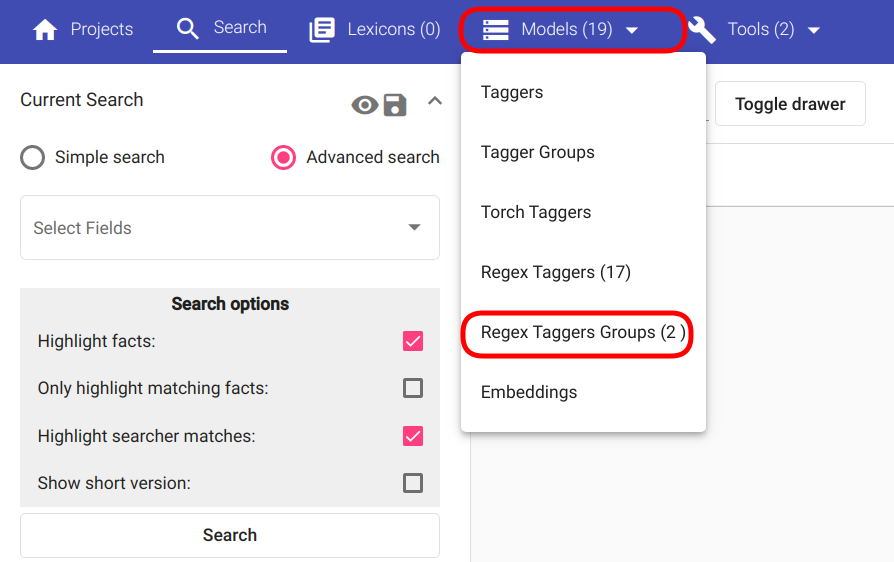 Projects
Search
Lexicons (0)
Models (19)
Tools (2)
Current Search
Simple search
Advanced search
Select Fields
Search options
Highlight facts:
Only highlight matching facts:
Highlight searcher matches:
Show short version:
Search
Taggers
Tagger Groups
Torch Taggers
Regex Taggers (17)
Regex Taggers Groups (2 )
Embeddings
Toggle drawer